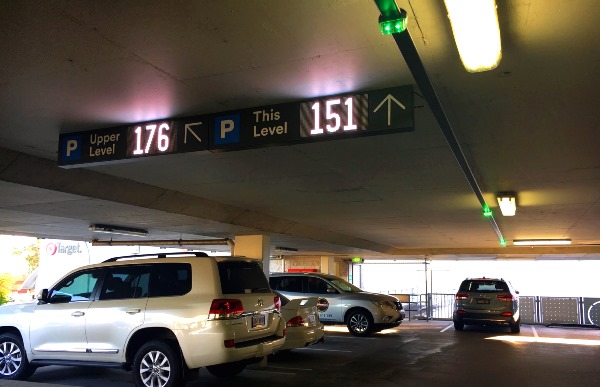 P Upper Level 176
P This Level 151
Target.